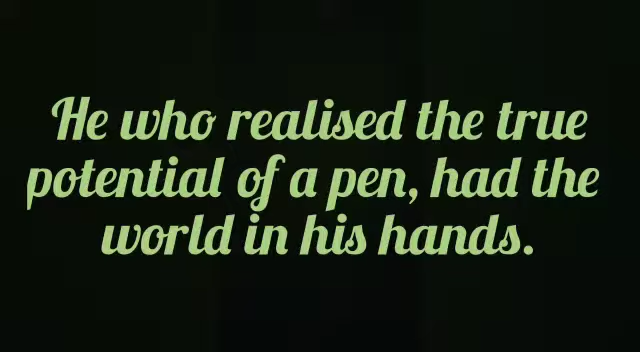 He who realised the true
potential of a pen, had the
world in his hands.